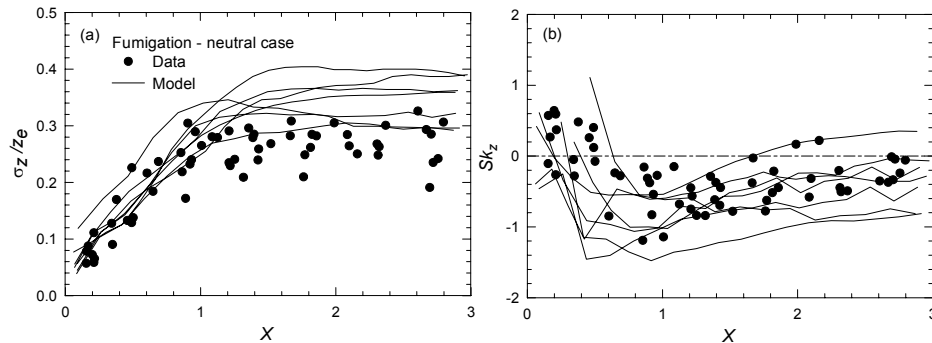 (a)
Fumigation - neutral case
Data
Model
σz/ze
0.5
0.4
0.3
0.2
0.1
0.0
0
1
2
3
X
(b)
Skz
2
1
0
-1
-2
0
1
2
3
X